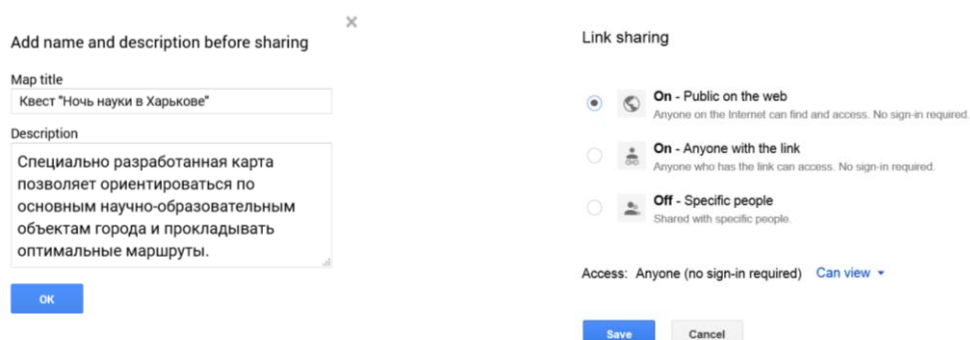 Add name and description before sharing
Map title
Квест "Ночь науки в Харькове"
Description
Специально разработанная карта
позволяет ориентироваться по
основным научно-образовательным
объектам города и прокладывать
оптимальные маршруты.
OK
Link sharing
On - Public on the web
Anyone on the Internet can find and access. No sign-in required.
On - Anyone with the link
Anyone who has the link can access. No sign-in required.
Off - Specific people
Shared with specific people.
Access: Anyone (no sign-in required) Can view
Save Cancel